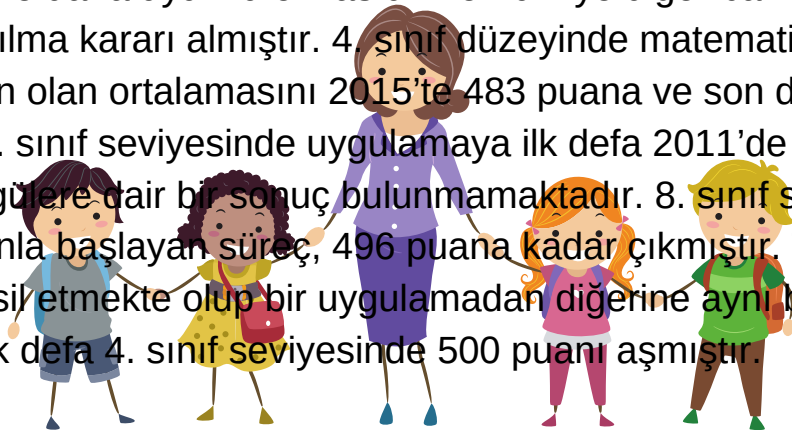 ılma kararı almıştır. 4. sınıf düzeyinde matemati
n olan ortalamasını 2015’te 483 puana ve son d
. sınıf seviyesinde uygulamaya ilk defa 2011’de
gülere dair bir sonuç bulunmamaktadır. 8. sınıf s
nla başlayan süreç, 496 puana kadar çıkmıştır.
sil etmekte olup bir uygulamadan diğerine aynı b
k defa 4. sınıf seviyesinde 500 puanı aşmıştır.